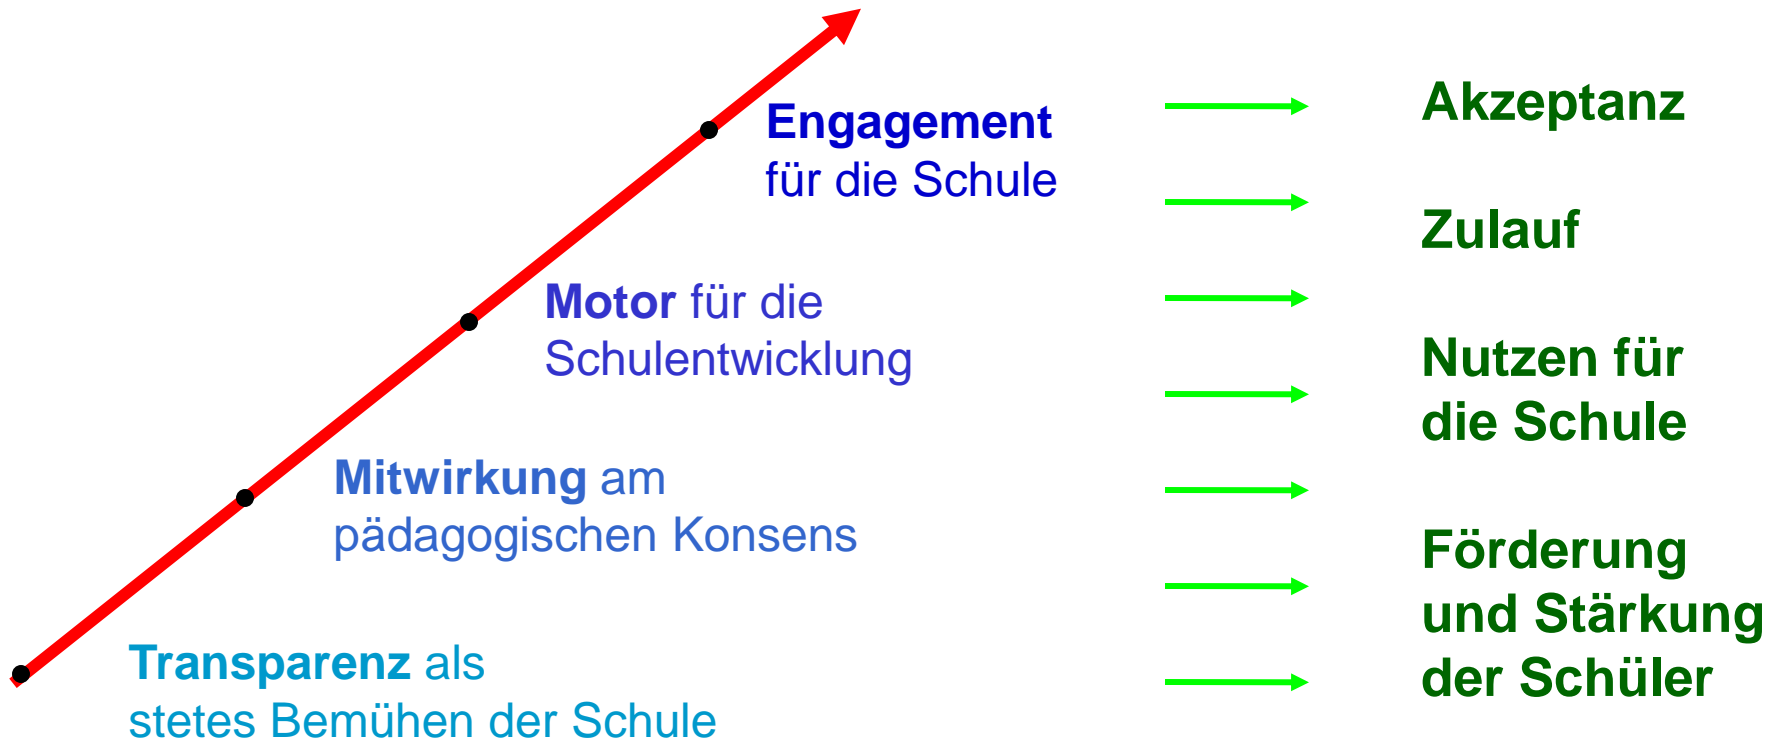 Engagement
für die Schule
Motor für die
Schulentwicklung
Mitwirkung am
pädagogischen Konsens
Transparenz als
stetes Bemühen der Schule
Akzeptanz
Zulauf
Nutzen für
die Schule
Förderung
und Stärkung
der Schüler